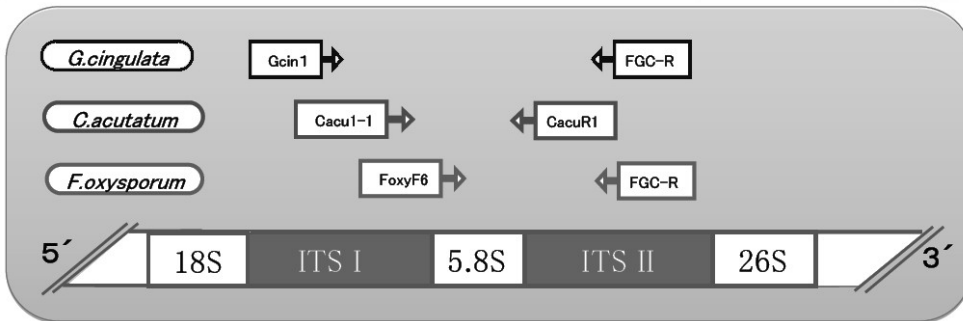 G.cingulata Gcin1 FGC-R
C.acutatum Cacu1-1 CacuR1
F.oxysporum FoxyF6 FGC-R
5´ 18S ITS I 5.8S ITS II 26S 3´